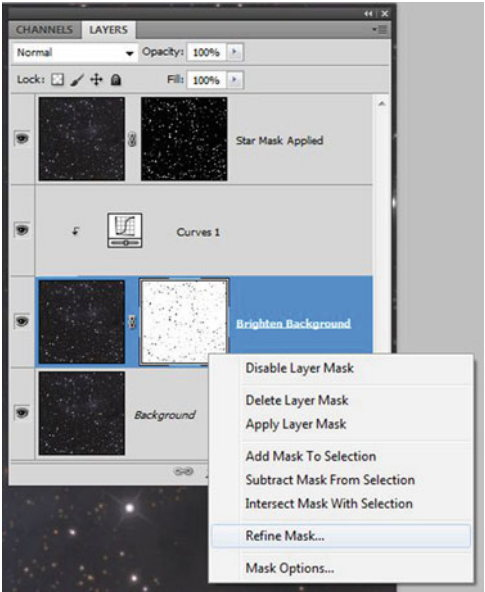 CHANNELS LAYERS
Normal Opacity: 100%
Lock: Fill: 100%
Star Mask Applied
Curves 1
Brighten Background
Background
Disable Layer Mask
Delete Layer Mask
Apply Layer Mask
Add Mask To Selection
Subtract Mask From Selection
Intersect Mask With Selection
Refine Mask...
Mask Options...